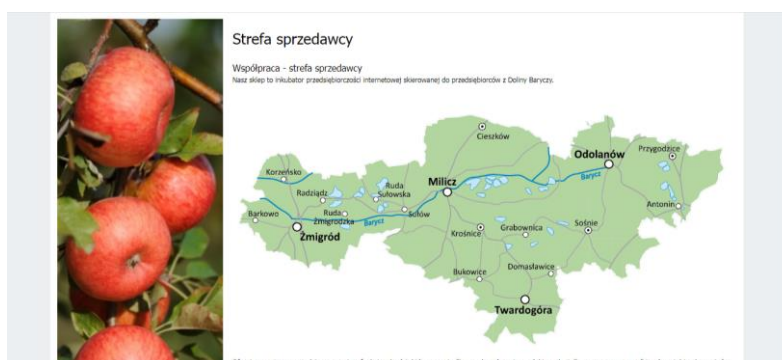 Strefa sprzedawcy
Współpraca - strefa sprzedawcy
Nasz sklep to inkubator przedsiębiorczości internetowej skierowanej do przedsiębiorców z Doliny Baryczy.
Cieszków
Odolanów
Przygodzice
Korzeńsko
Barycz
Radziądz
Ruda
Sułowska
Milicz
Antonin
Barkowo
Ruda
Żmigrodzka
Sułów
Barycz
Żmigród
Krośnice
Grabownica
Sośnie
Bukowice
Domasławice
Twardogóra